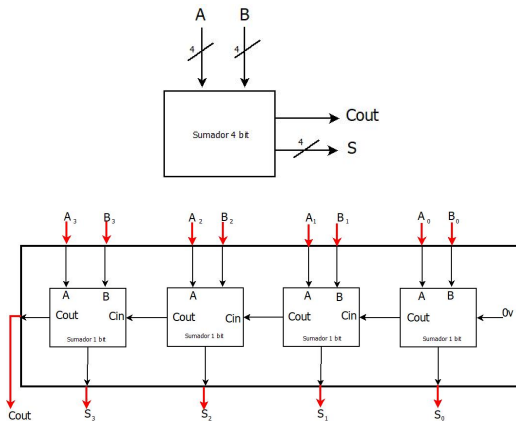 A B
4 4
Sumador 4 bit
Cout
4
S
A3 B3 A2 B2 A1 B1 A0 B0
A B A A B A B
Cout Cin Cout Cin Cout Cin Cout 0v
Sumador 1 bit Sumador 1 bit Sumador 1 bit Sumador 1 bit
Cout S3 S2 S1 S0